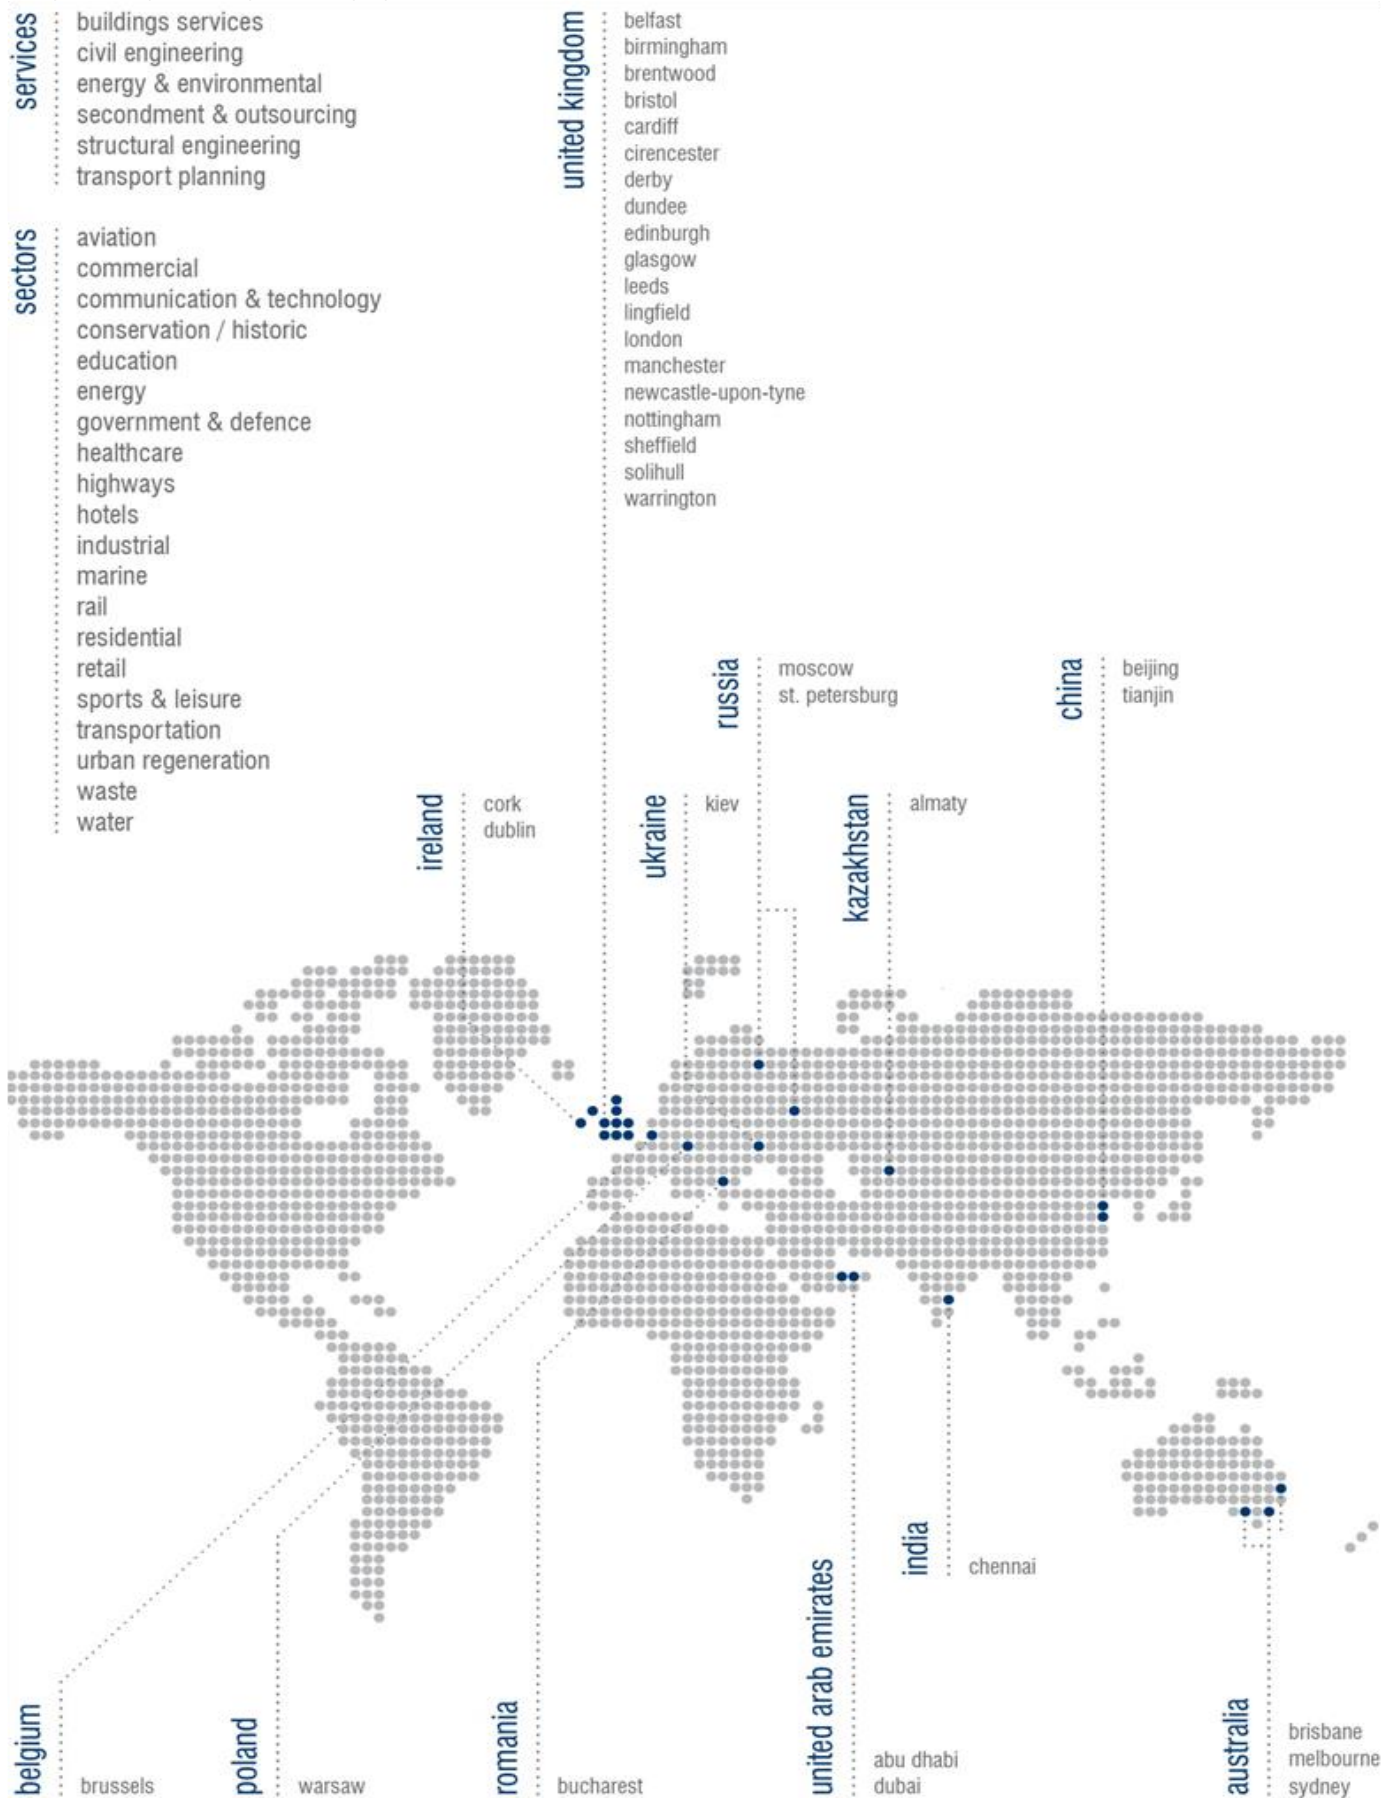 services
buildings services
civil engineering
energy & environmental
secondment & outsourcing
structural engineering
transport planning
sectors
aviation
commercial
communication & technology
conservation / historic
education
energy
government & defence
healthcare
highways
hotels
industrial
marine
rail
residential
retail
sports & leisure
transportation
urban regeneration
waste
water
united kingdom
belfast
birmingham
brentwood
bristol
cardiff
cirencester
derby
dundee
edinburgh
glasgow
leeds
lingfield
london
manchester
newcastle-upon-tyne
nottingham
sheffield
solihull
warrington
russia
moscow
st. petersburg
china
beijing
tianjin
ireland
cork
dublin
ukraine
kiev
kazakhstan
almaty
belgium
brussels
poland
warsaw
romania
bucharest
united arab emirates
abu dhabi
dubai
india
chennai
australia
brisbane
melbourne
sydney